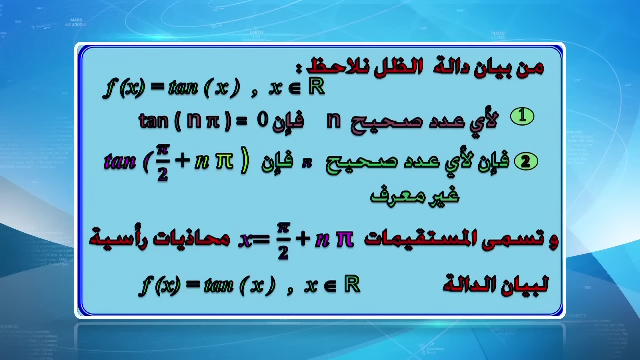 من بيان دالة الظل نلاحظ :
f (x) = tan ( x ) , x ∈ ℝ
① لأي عدد صحيح n فإن tan ( n π ) = 0
② فإن لأي عدد صحيح n فإن tan ( π/2 + n π )
غير معرف
و تسمى المستقيمات x= π/2 + n π محاذيات رأسية
لبيان الدالة f (x) = tan ( x ) , x ∈ ℝ